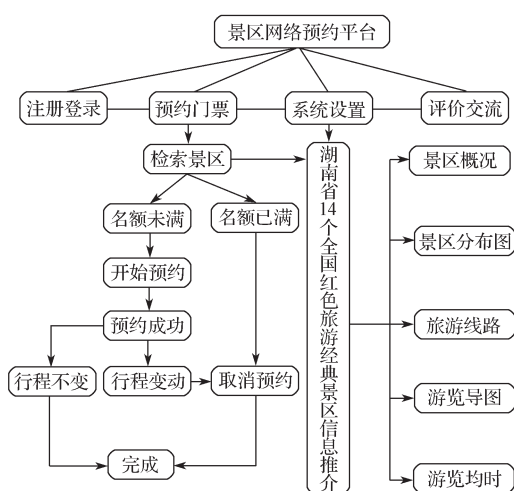 景区网络预约平台
注册登录
预约门票
系统设置
评价交流
检索景区
湖南省14个全国红色旅游经典景区信息推介
景区概况
名额未满
名额已满
景区分布图
开始预约
预约成功
旅游线路
行程不变
行程变动
取消预约
游览导图
完成
游览均时